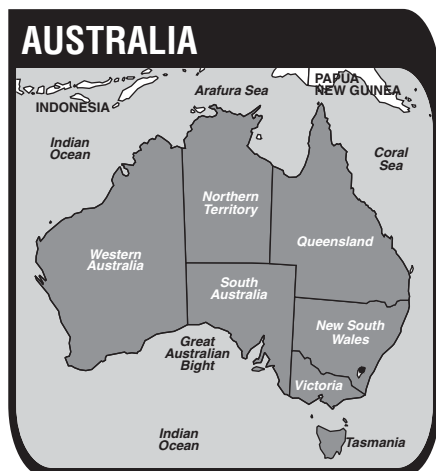 AUSTRALIA
PAPUA
NEW GUINEA
Arafura Sea
INDONESIA
Indian
Ocean
Coral
Sea
Northern
Territory
Queensland
Western
Australia
South
Australia
New South
Wales
Great
Australian
Bight
Victoria
Indian
Ocean
Tasmania